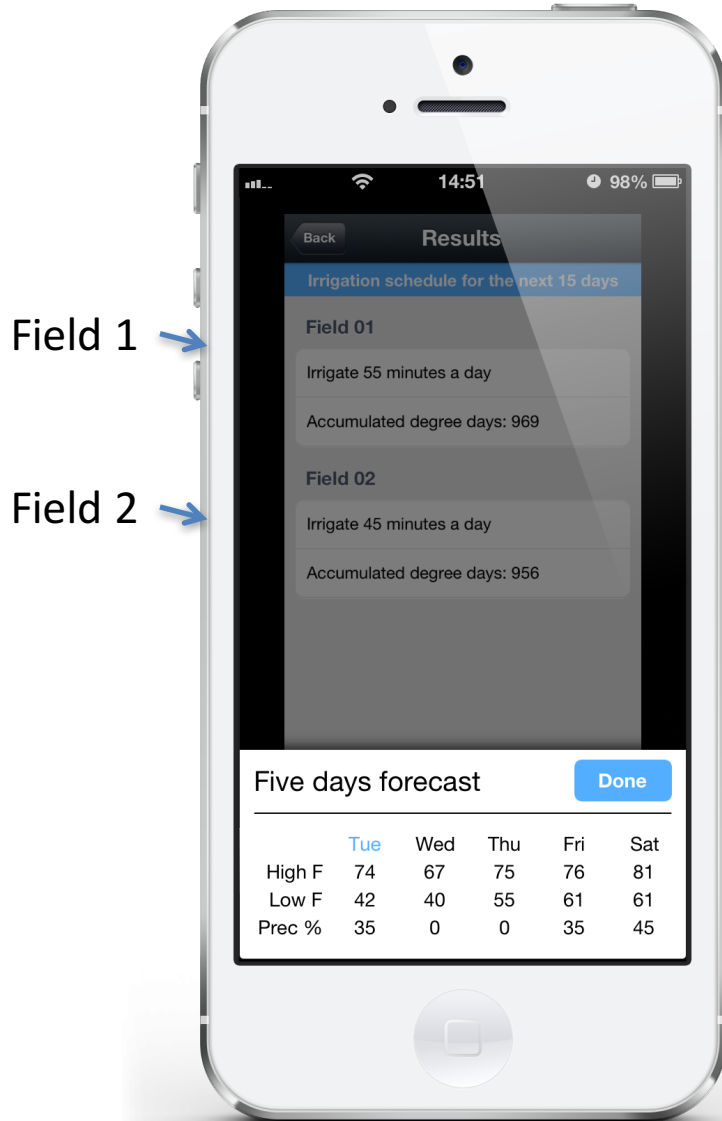 14:51 98%
Back Results
Irrigation schedule for the next 15 days
Field 01
Field 1
Irrigate 55 minutes a day
Accumulated degree days: 969
Field 02
Field 2
Irrigate 45 minutes a day
Accumulated degree days: 956
Five days forecast Done
Tue Wed Thu Fri Sat
High F 74 67 75 76 81
Low F 42 40 55 61 61
Prec % 35 0 0 35 45